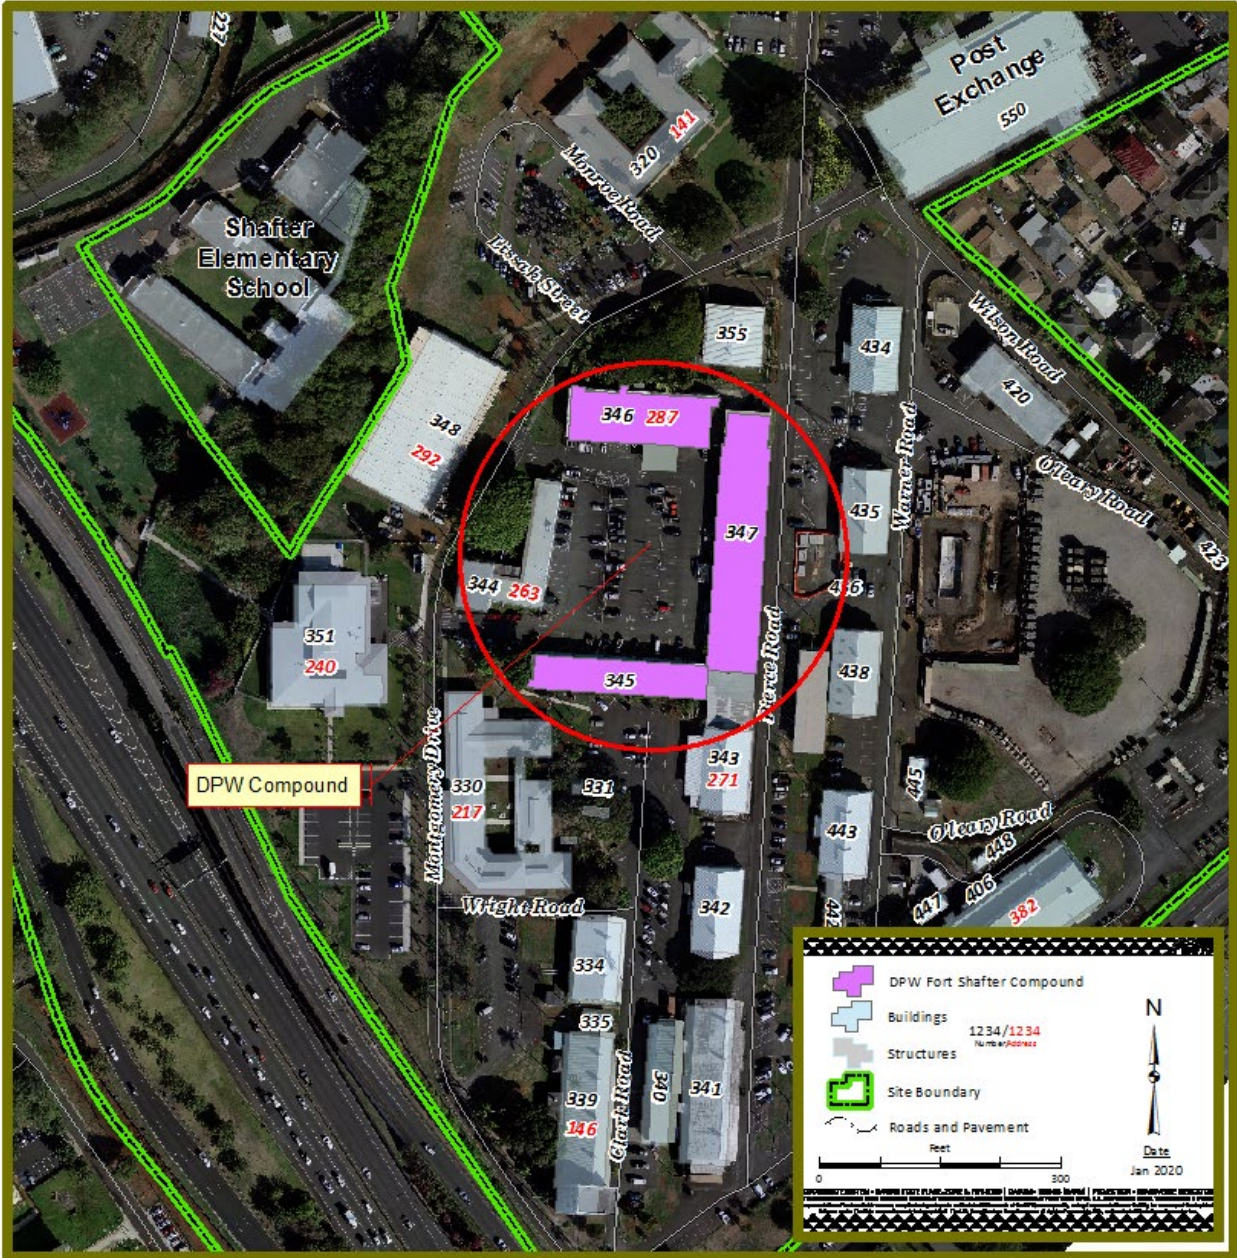 227
Post
Exchange
550
141
320
Monroe Road
Shafter
Elementary
School
Bissak Street
355
434
Wilson Road
420
346 287
348
292
Warner Road
O'leary Road
435
347
423
344 263
436
351
240
438
345
Pierce Road
Montgomery Drive
343
271
DPW Compound
330
217
331
445
443
O'leary Road
448
406
447
382
342
Wright Road
334
335
339
146
340
341
Clark Road
DPW Fort Shafter Compound
Buildings
1234/1234
Number/Address
Structures
Site Boundary
Roads and Pavement
Feet
0 300
N
Date
Jan 2020